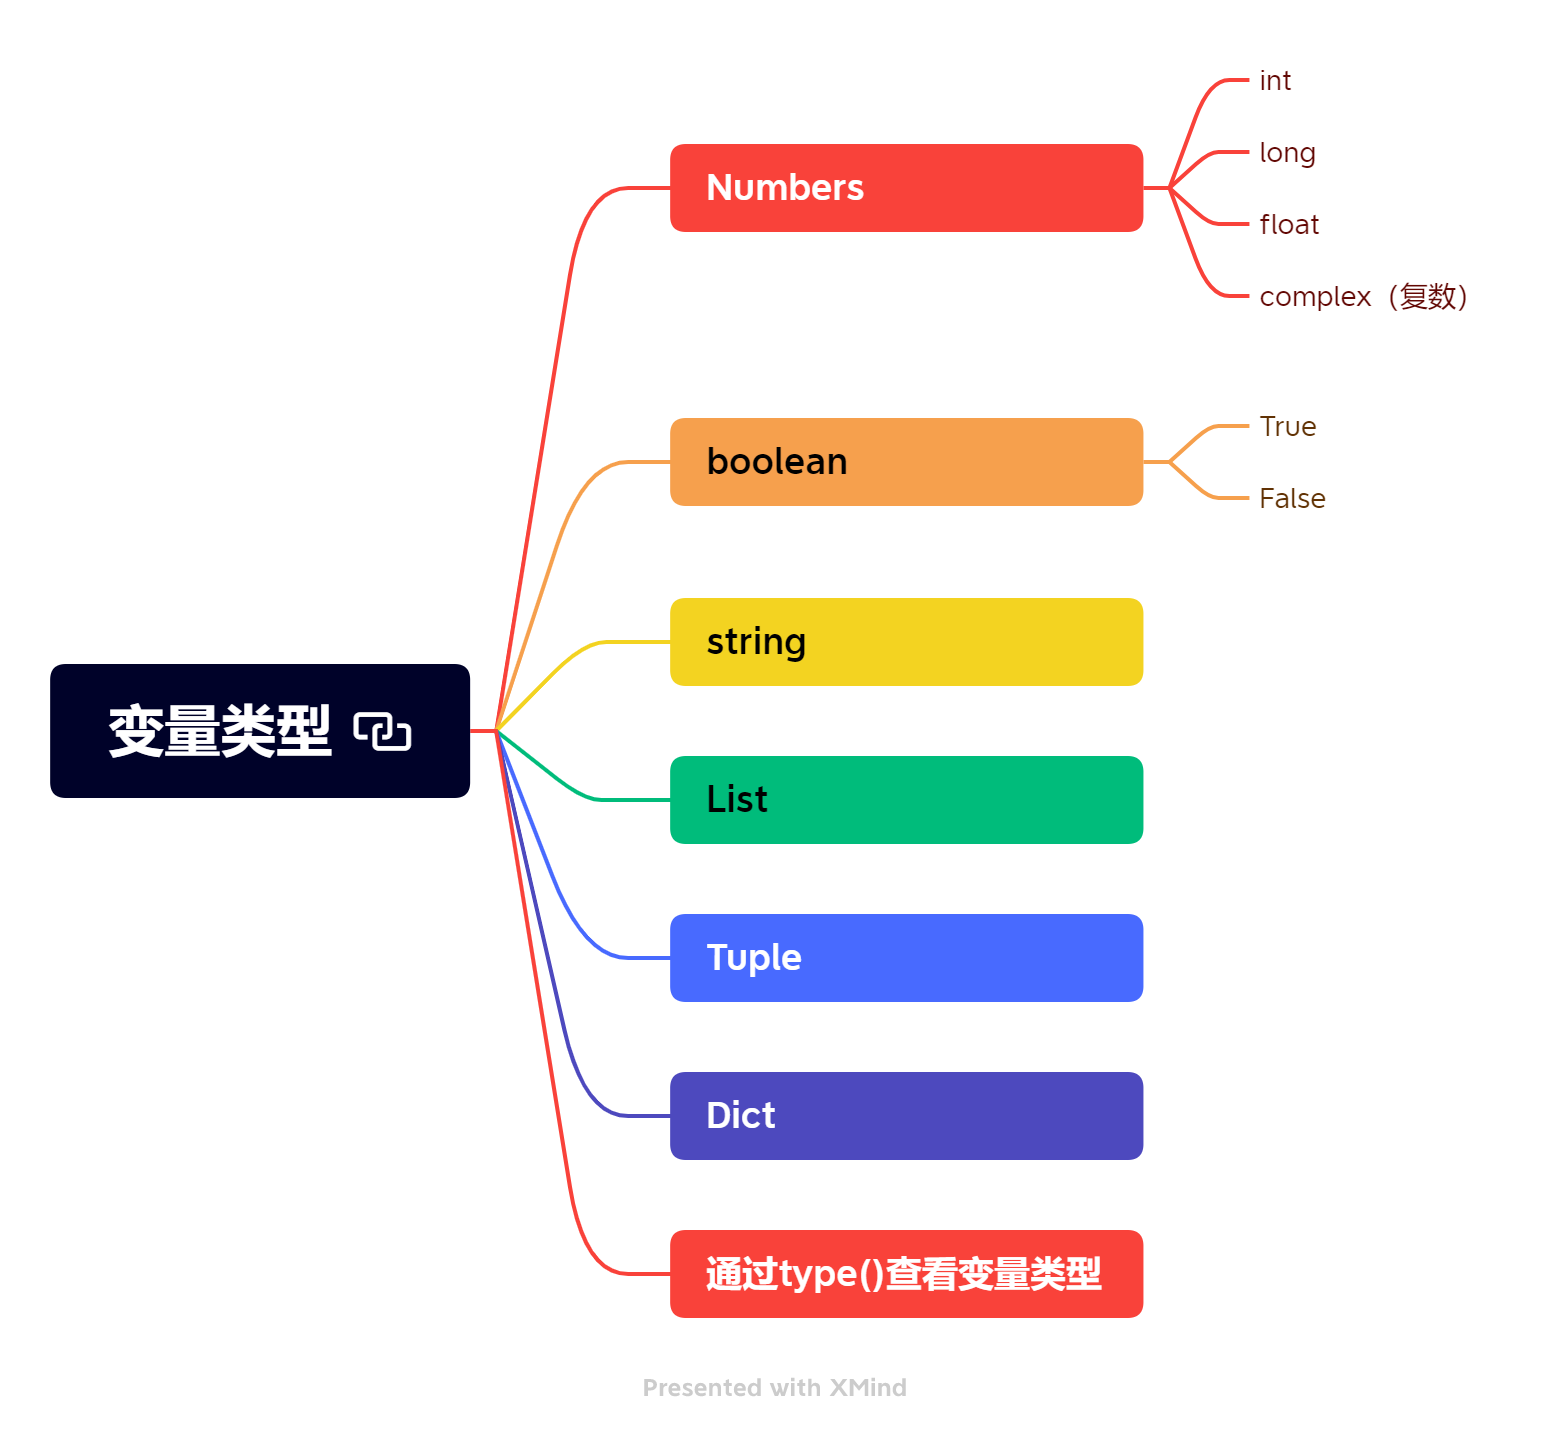 变量类型
Numbers
int
long
float
complex（复数）
boolean
True
False
string
List
Tuple
Dict
通过type()查看变量类型
Presented with XMind